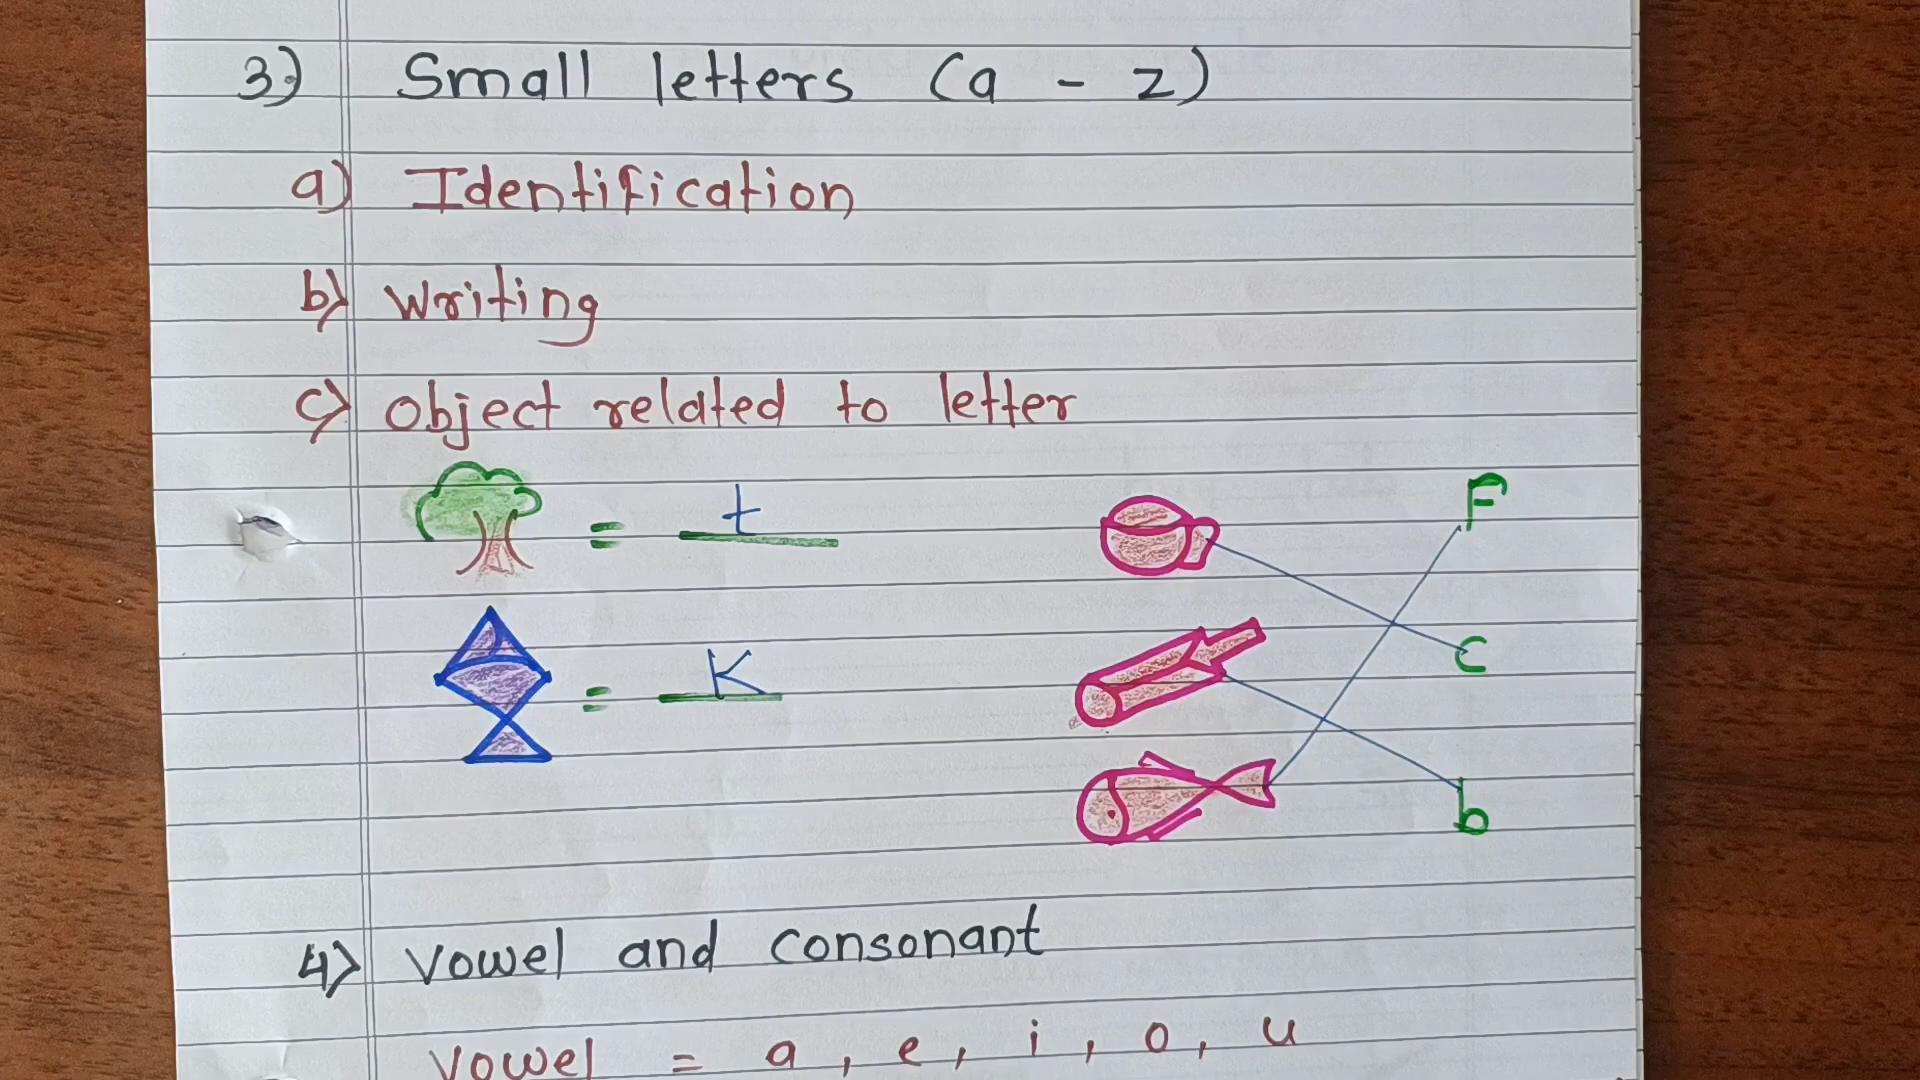 3) Small letters (a - z)
a) Identification
b) Writing
c) Object related to letter
= t
= K
F
c
b
4) Vowel and consonant
Vowel = a, e, i, o, u